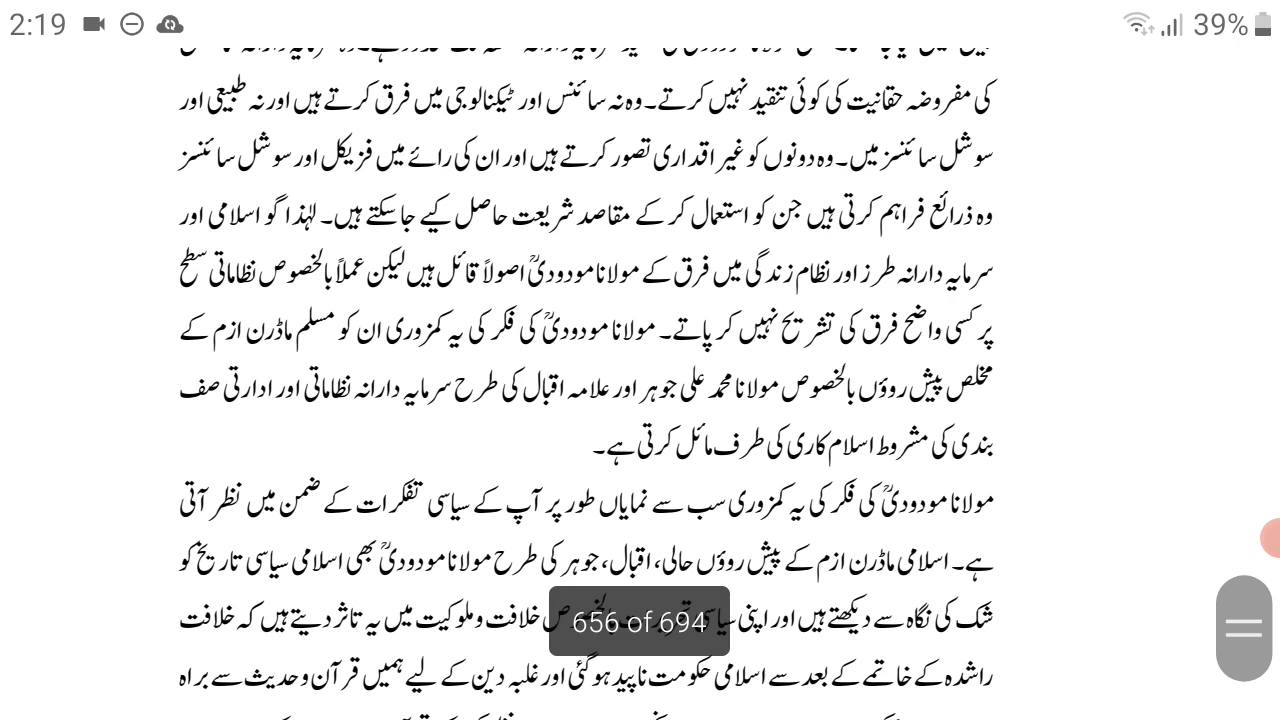 2:19 39%
کی مفروضہ حقانیت کی کوئی تنقید نہیں کرتے۔ وہ نہ سائنس اور ٹیکنالوجی میں فرق کرتے ہیں اور نہ طبیعی اور
سوشل سائنسز میں۔ وہ دونوں کو غیر اقداری تصور کرتے ہیں اور ان کی رائے میں فزیکل اور سوشل سائنسز
وہ ذرائع فراہم کرتی ہیں جن کو استعمال کر کے مقاصد شریعت حاصل کیے جاسکتے ہیں۔ لہٰذا گو اسلامی اور
سرمایہ دارانہ طرز اور نظام زندگی میں فرق کے مولانا مودودیؒ اصولاً قائل ہیں لیکن عملاً بالخصوص نظاماتی سطح
پر کسی واضح فرق کی تشریح نہیں کر پاتے۔ مولانا مودودیؒ کی فکر کی یہ کمزوری ان کو مسلم ماڈرن ازم کے
مخلص پیش روؤں بالخصوص مولانا محمد علی جوہر اور علامہ اقبال کی طرح سرمایہ دارانہ نظاماتی اور ادارتی صف
بندی کی مشروط اسلام کاری کی طرف مائل کرتی ہے۔
مولانا مودودیؒ کی فکر کی یہ کمزوری سب سے نمایاں طور پر آپ کے سیاسی تفکرات کے ضمن میں نظر آتی
ہے۔ اسلامی ماڈرن ازم کے پیش روؤں حالی، اقبال، جوہر کی طرح مولانا مودودیؒ بھی اسلامی سیاسی تاریخ کو
شک کی نگاہ سے دیکھتے ہیں اور اپنی سیاسی خلافت و ملوکیت میں یہ تاثر دیتے ہیں کہ خلافت
656 of 694
راشدہ کے خاتمے کے بعد سے اسلامی حکومت ناپید ہوگئی اور غلبہ دین کے لیے ہمیں قرآن و حدیث سے براہ